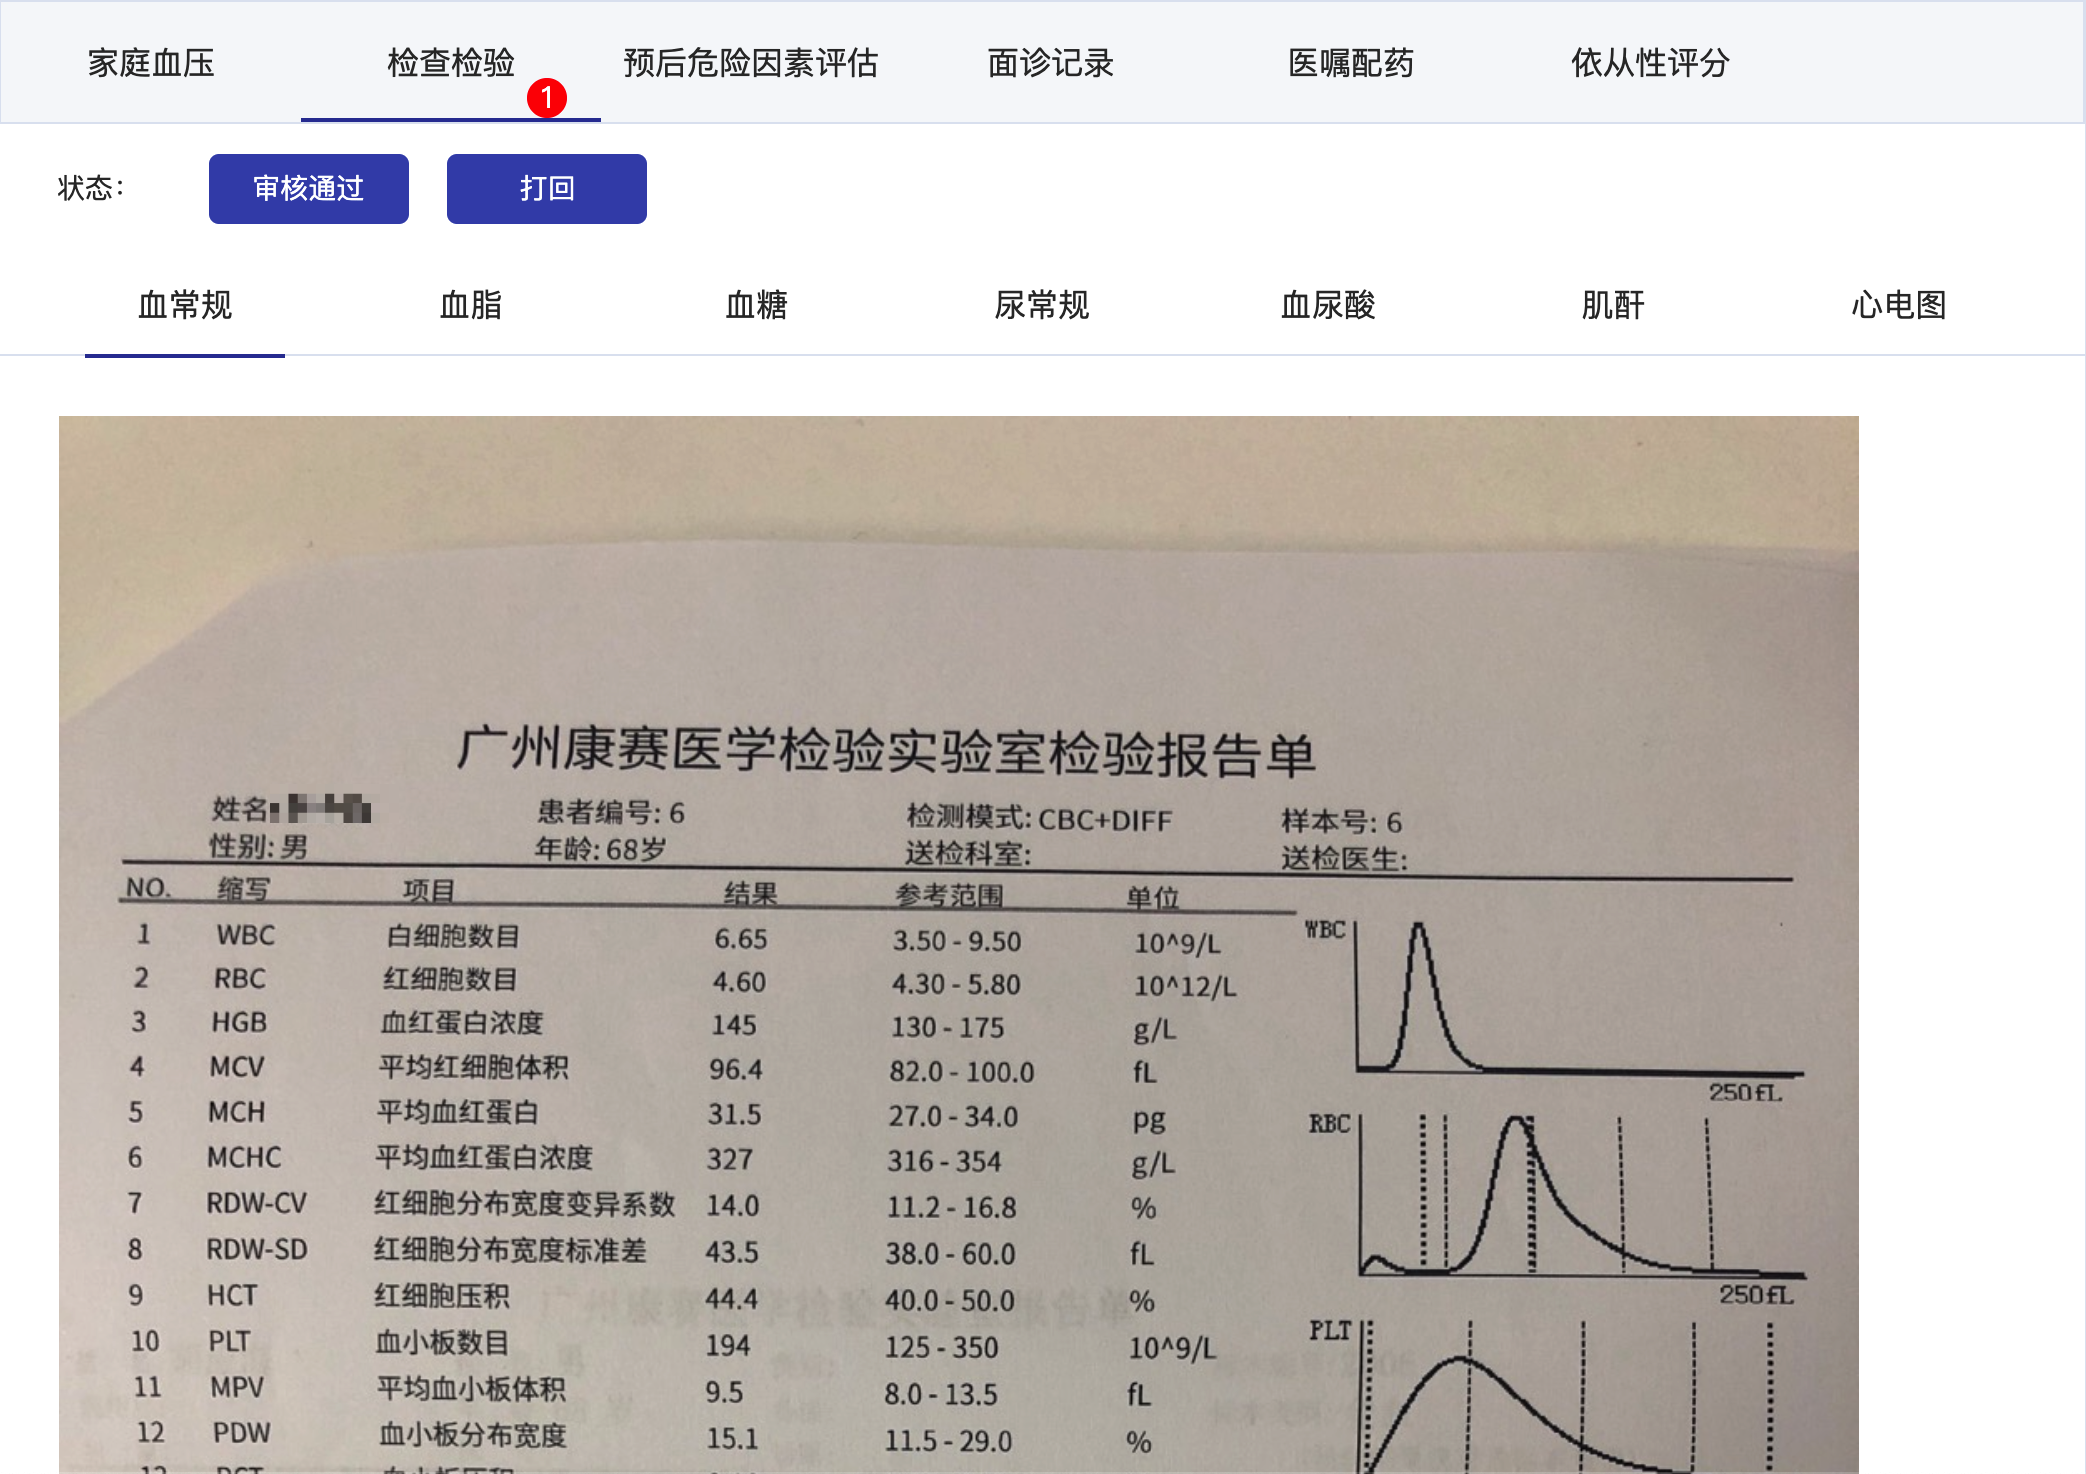 家庭血压 检查检验 预后危险因素评估 面诊记录 医嘱配药 依从性评分
1
状态： 审核通过 打回
血常规 血脂 血糖 尿常规 血尿酸 肌酐 心电图
广州康赛医学检验实验室检验报告单
姓名: 患者编号: 6 检测模式: CBC+DIFF 样本号: 6
性别: 男 年龄: 68岁 送检科室: 送检医生:
NO. 缩写 项目 结果 参考范围 单位
1 WBC 白细胞数目 6.65 3.50 - 9.50 10^9/L
2 RBC 红细胞数目 4.60 4.30 - 5.80 10^12/L
3 HGB 血红蛋白浓度 145 130 - 175 g/L
4 MCV 平均红细胞体积 96.4 82.0 - 100.0 fL
5 MCH 平均血红蛋白 31.5 27.0 - 34.0 pg
6 MCHC 平均血红蛋白浓度 327 316 - 354 g/L
7 RDW-CV 红细胞分布宽度变异系数 14.0 11.2 - 16.8 %
8 RDW-SD 红细胞分布宽度标准差 43.5 38.0 - 60.0 fL
9 HCT 红细胞压积 44.4 40.0 - 50.0 %
10 PLT 血小板数目 194 125 - 350 10^9/L
11 MPV 平均血小板体积 9.5 8.0 - 13.5 fL
12 PDW 血小板分布宽度 15.1 11.5 - 29.0 %
WBC
250fL
RBC
250fL
PLT